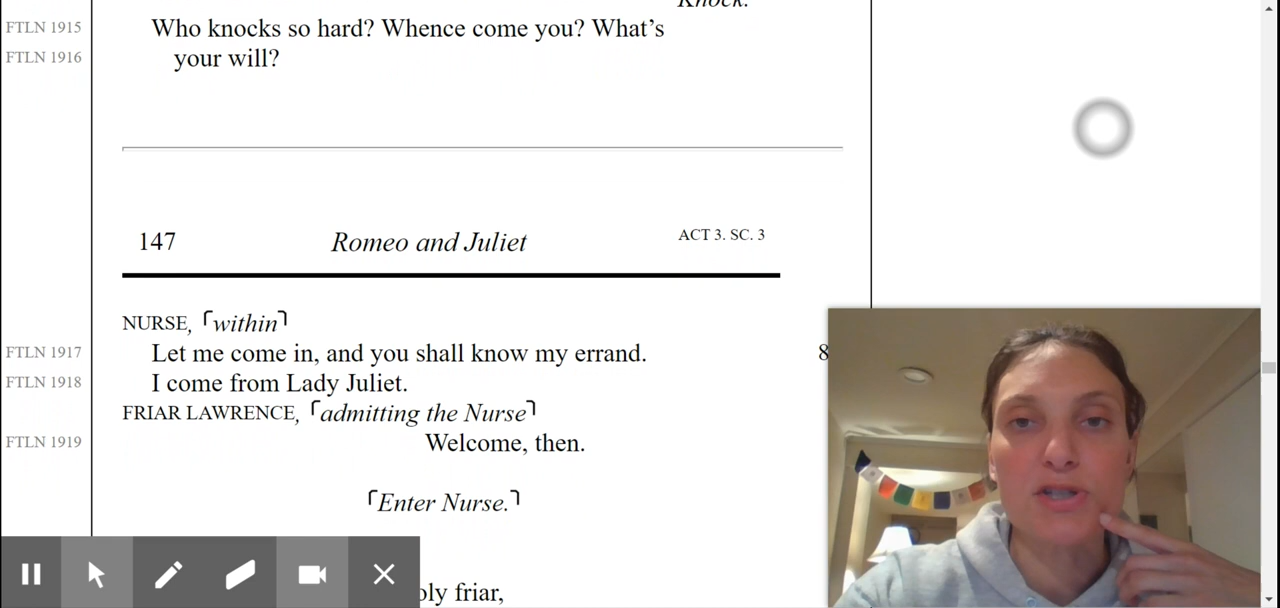 Knock.
FTLN 1915 Who knocks so hard? Whence come you? What’s
FTLN 1916 your will?
147 Romeo and Juliet ACT 3. SC. 3
NURSE, ⌜within⌝
FTLN 1917 Let me come in, and you shall know my errand. 8
FTLN 1918 I come from Lady Juliet.
FRIAR LAWRENCE, ⌜admitting the Nurse⌝
FTLN 1919 Welcome, then.
⌜Enter Nurse.⌝
oly friar,